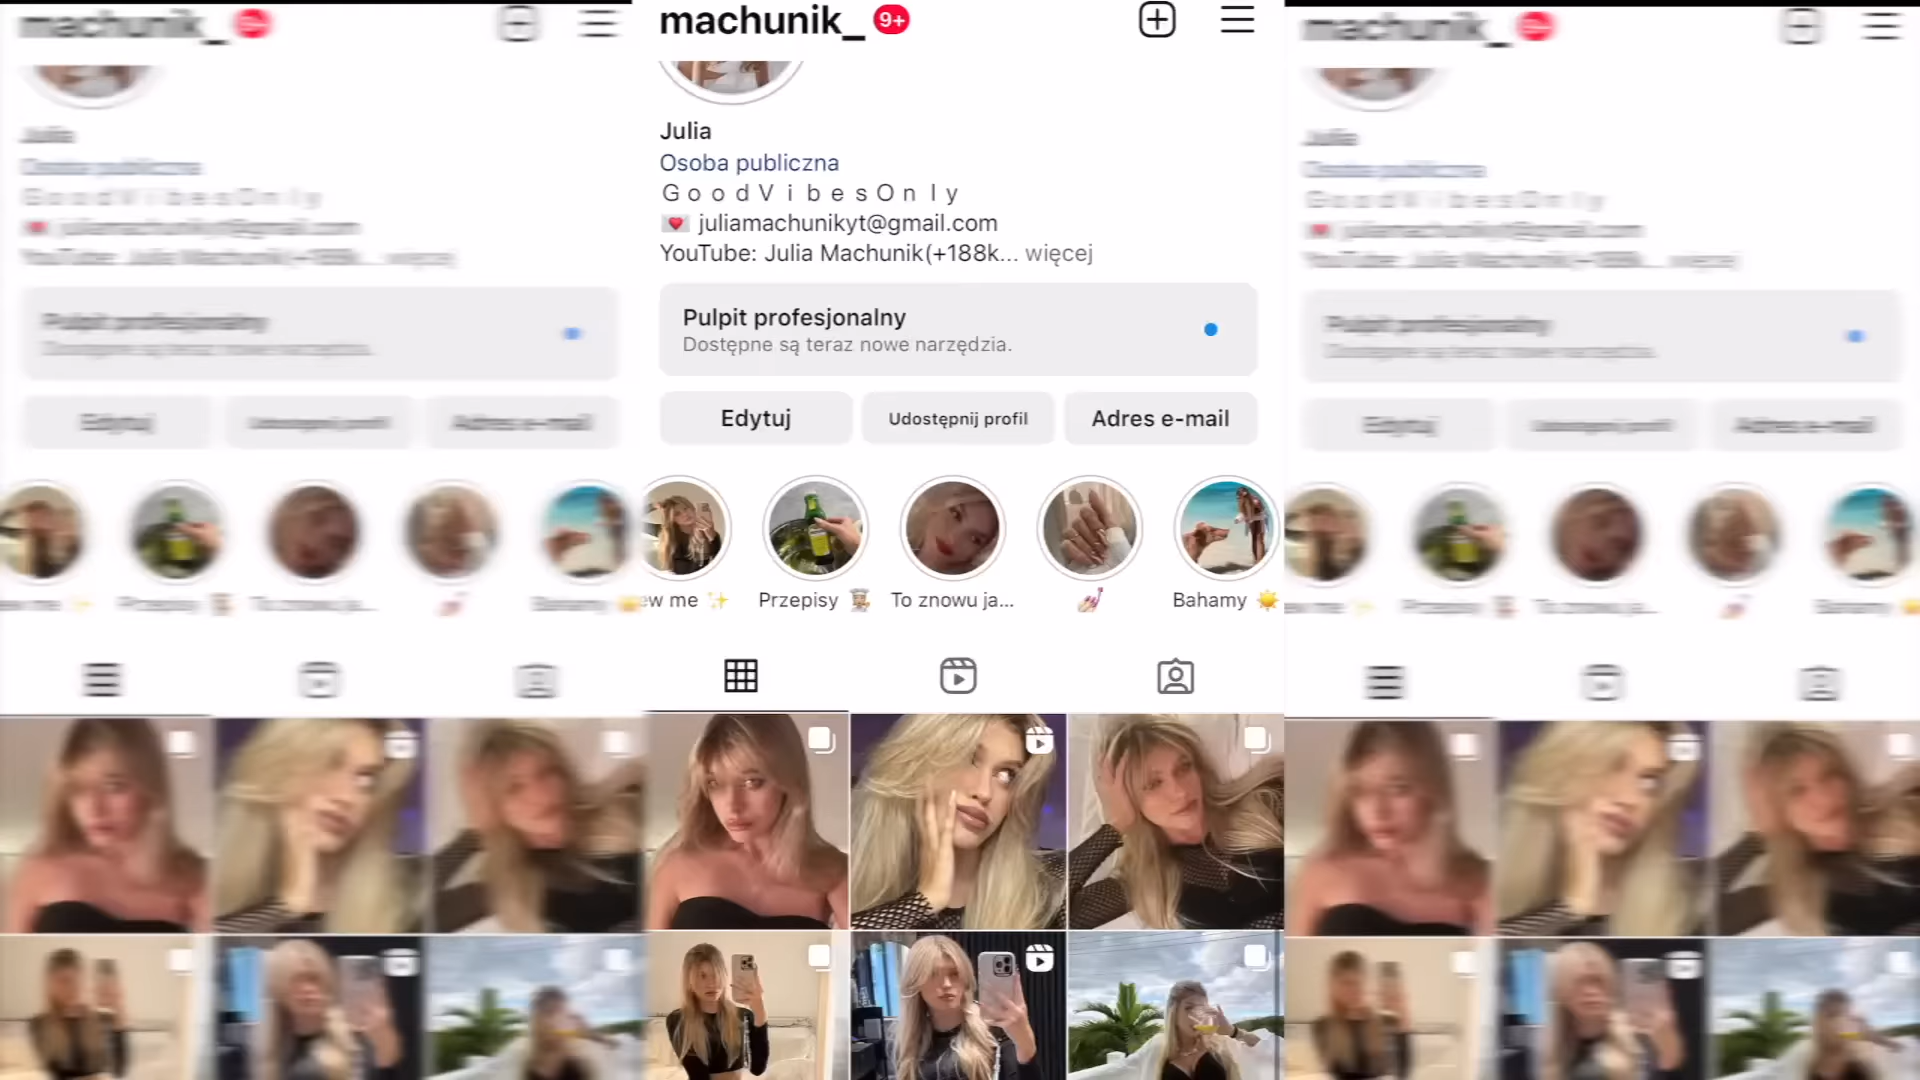 machunik_ 9+
Julia
Osoba publiczna
G o o d V i b e s O n l y
💌 juliamachunikyt@gmail.com
YouTube: Julia Machunik(+188k... więcej
Pulpit profesjonalny
Dostępne są teraz nowe narzędzia.
Edytuj Udostępnij profil Adres e-mail
ew me ✨ Przepisy 👩🏼‍🍳 To znowu ja... 💅🏻 Bahamy ☀️